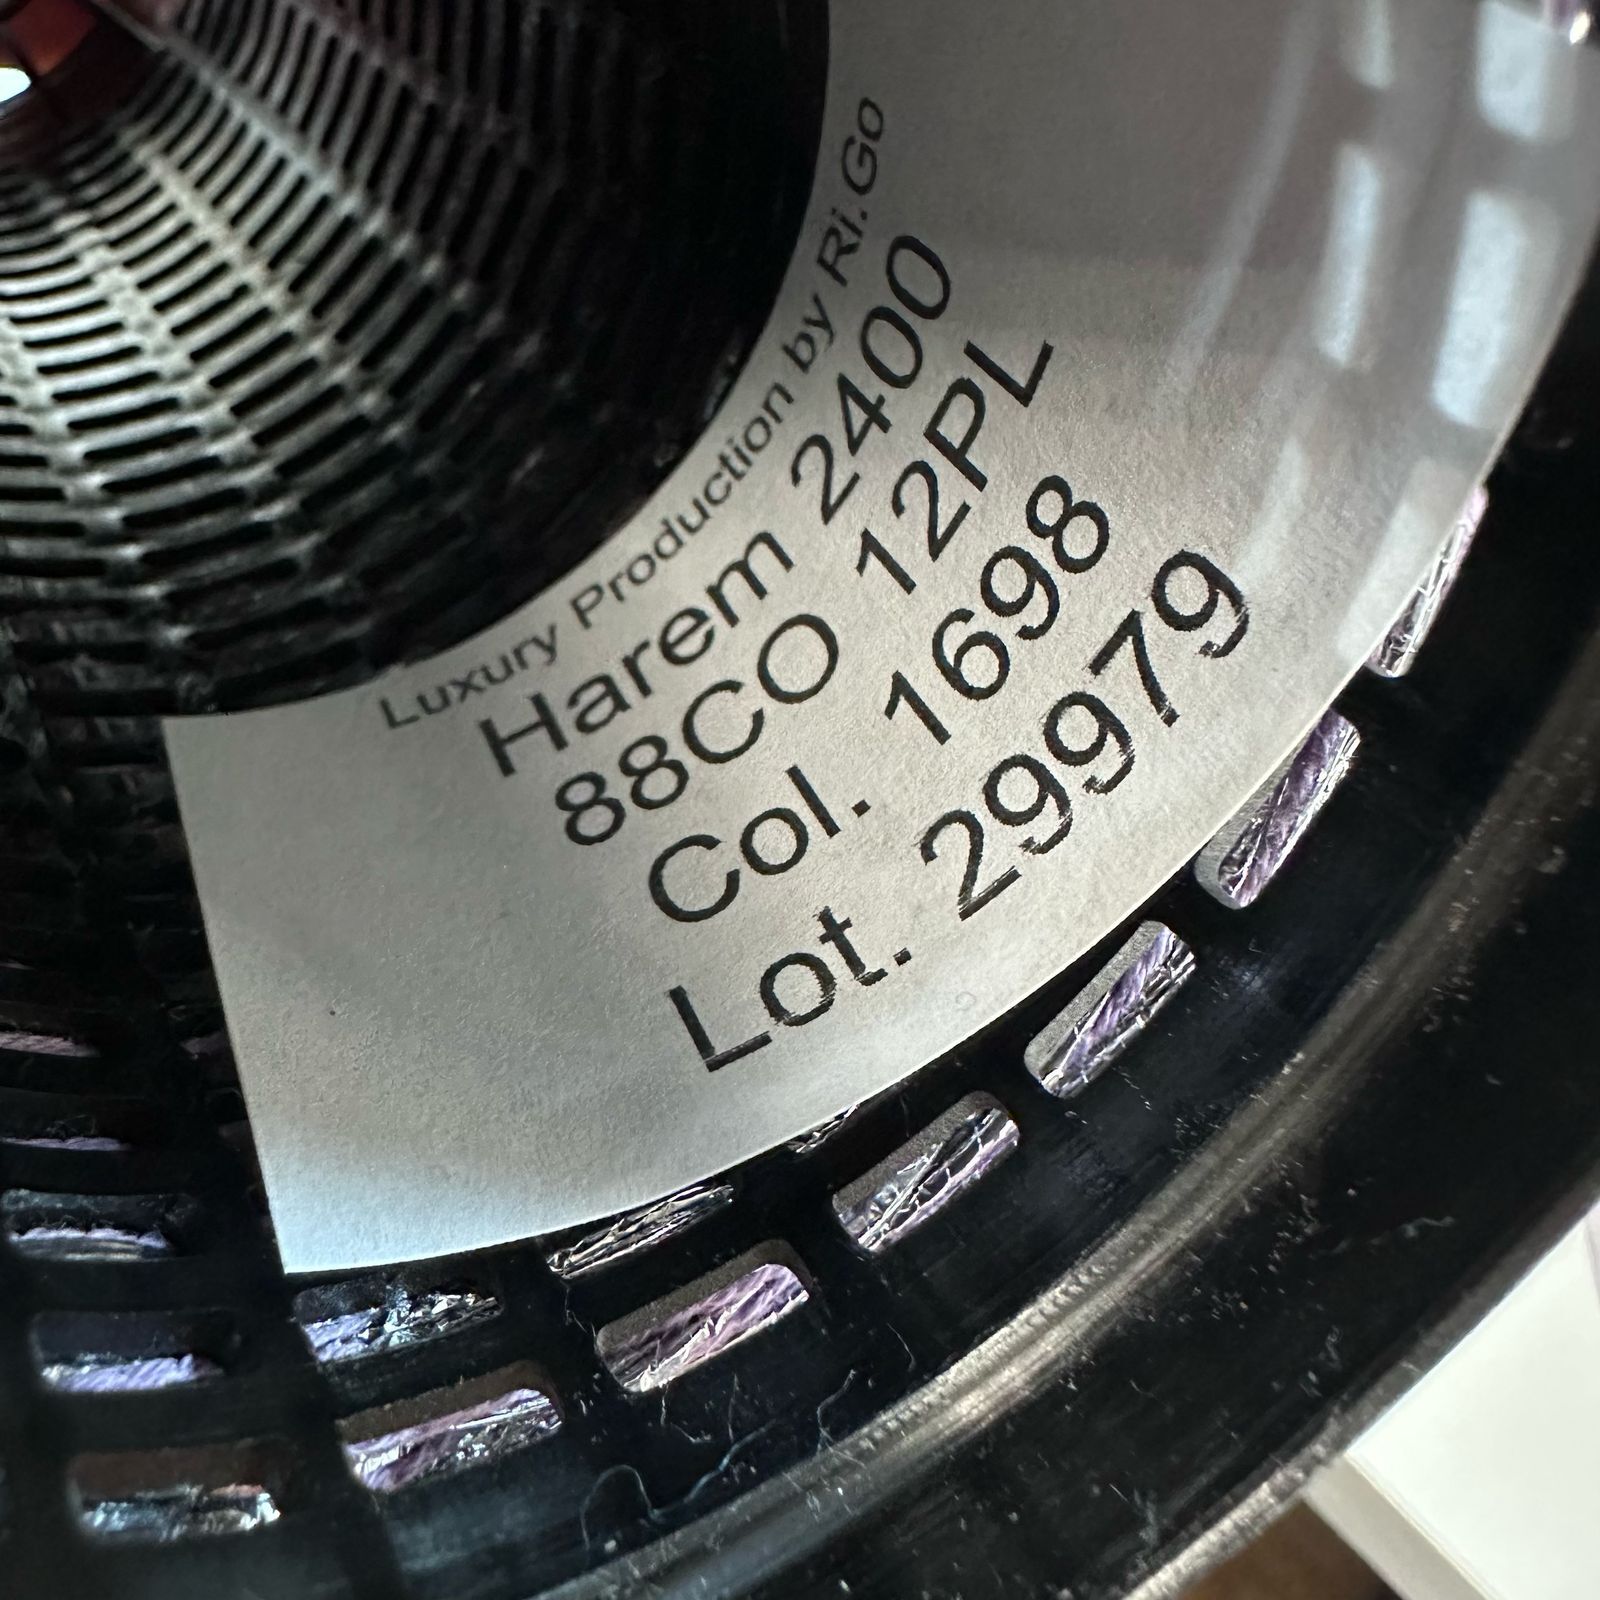 Luxury Production by Ri.Go
Harem 2400
88CO 12PL
Col. 1698
Lot. 29979